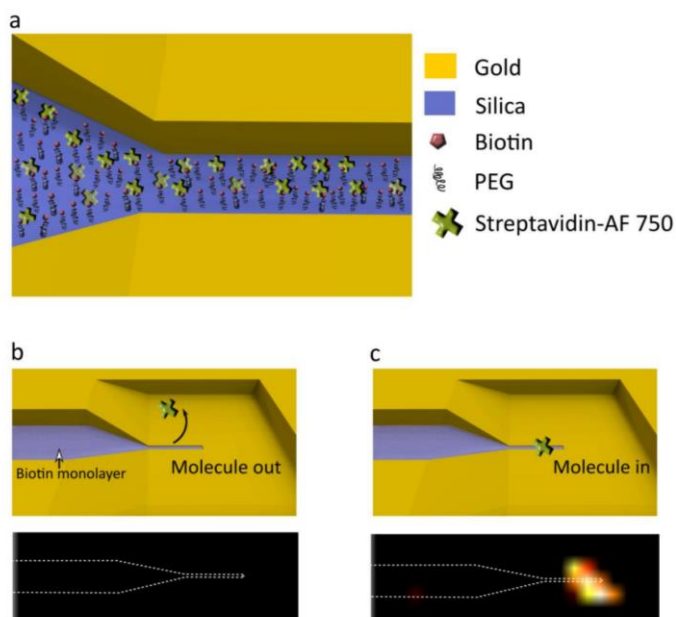 a
Gold
Silica
Biotin
PEG
Streptavidin-AF 750
b
Molecule out
Biotin monolayer
c
Molecule in